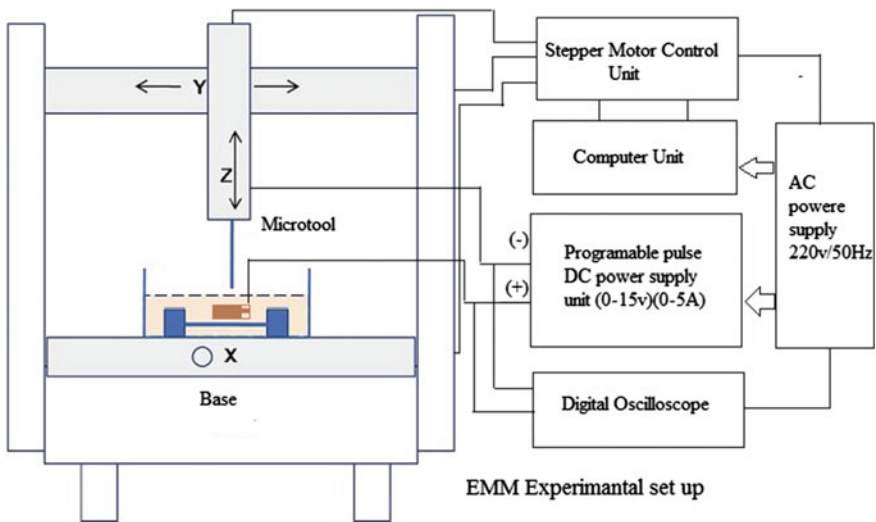 Y
Z
Microtool
X
Base
Stepper Motor Control
Unit
Computer Unit
AC
powere
supply
220v/50Hz
(-)
(+)
Programable pulse
DC power supply
unit (0-15v)(0-5A)
Digital Oscilloscope
EMM Experimantal set up